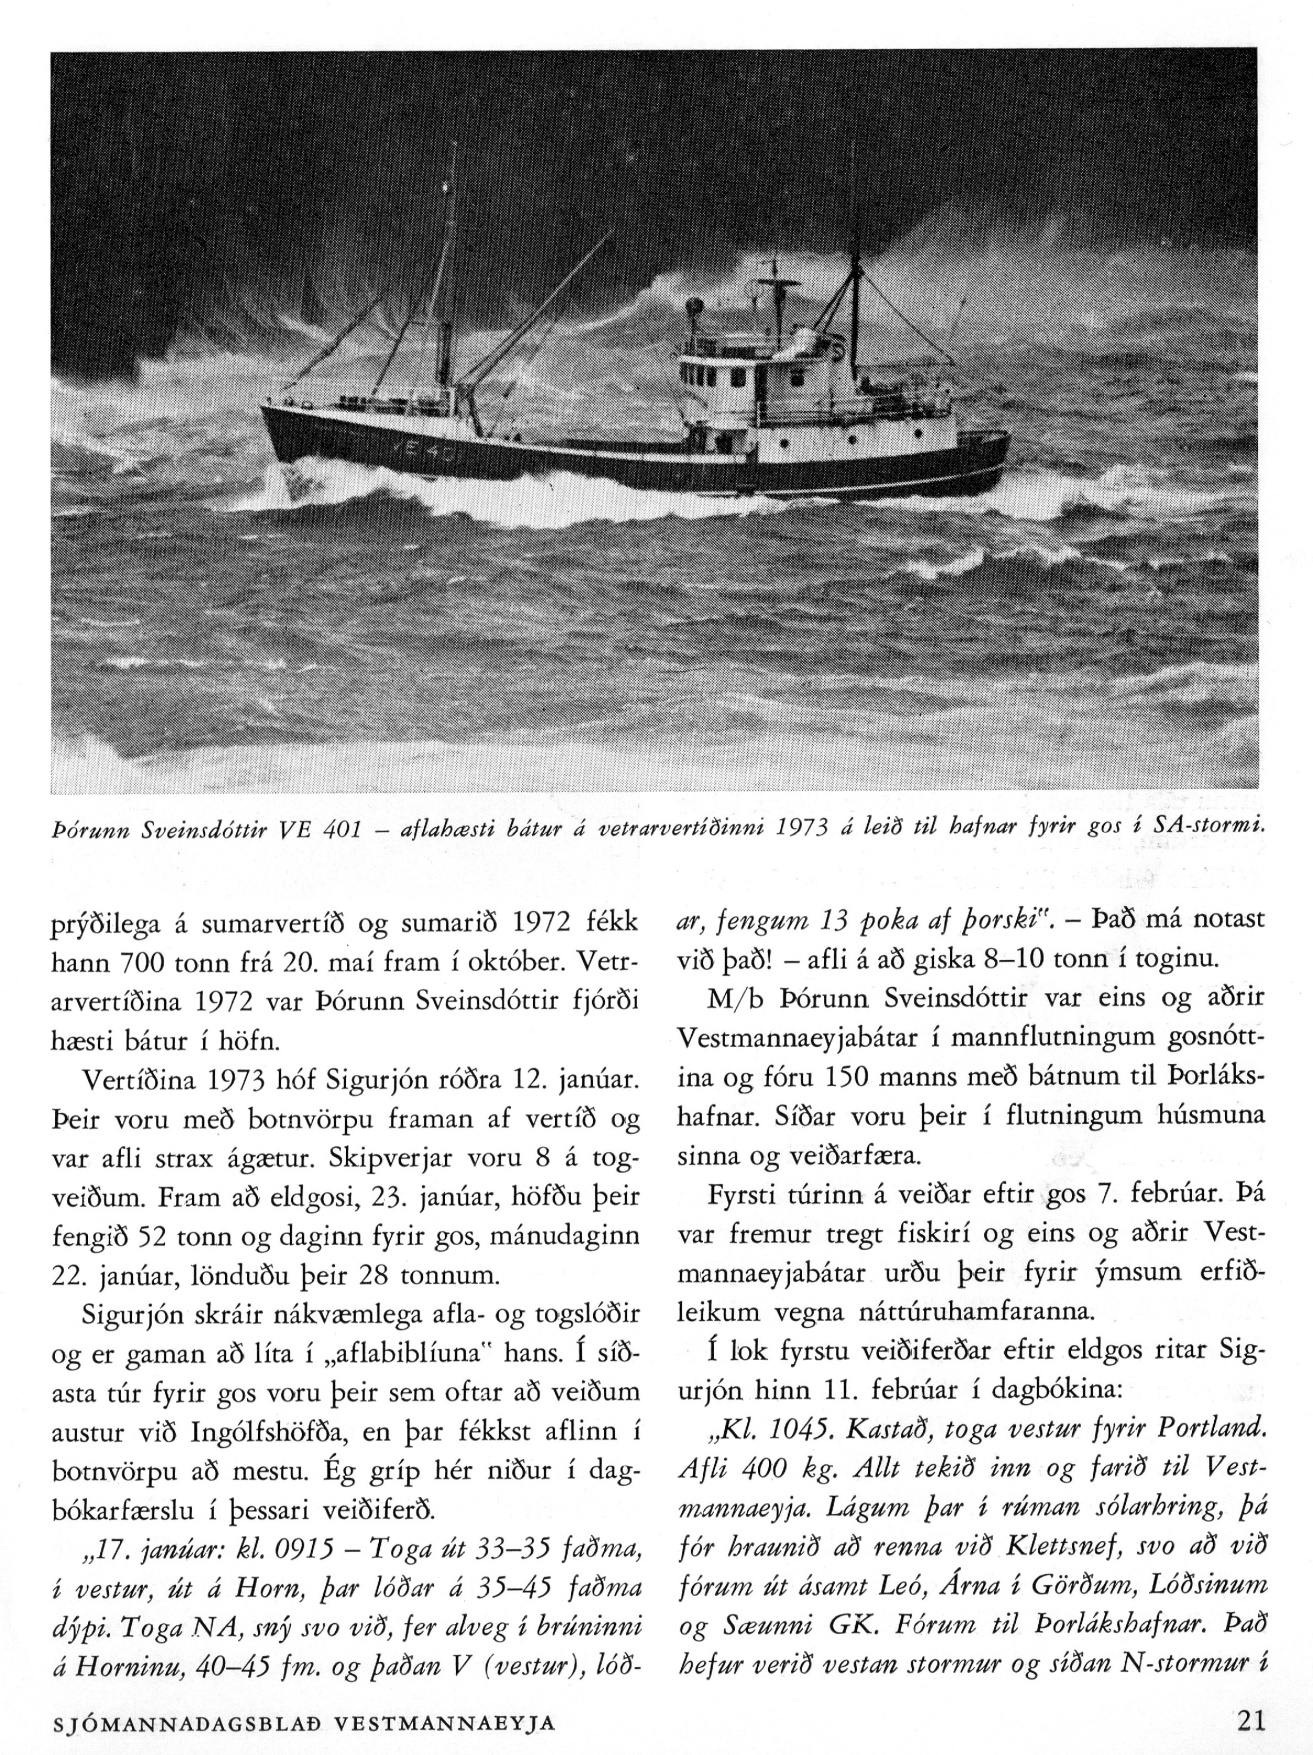 VE 40
Þórunn Sveinsdóttir VE 401 – aflahæsti bátur á vetrarvertíðinni 1973 á leið til hafnar fyrir gos í SA-stormi.
prýðilega á sumarvertíð og sumarið 1972 fékk
hann 700 tonn frá 20. maí fram í október. Vetr-
arvertíðina 1972 var Þórunn Sveinsdóttir fjórði
hæsti bátur í höfn.
Vertíðina 1973 hóf Sigurjón róðra 12. janúar.
Þeir voru með botnvörpu framan af vertíð og
var afli strax ágætur. Skipverjar voru 8 á tog-
veiðum. Fram að eldgosi, 23. janúar, höfðu þeir
fengið 52 tonn og daginn fyrir gos, mánudaginn
22. janúar, lönduðu þeir 28 tonnum.
Sigurjón skráir nákvæmlega afla- og togslóðir
og er gaman að líta í „aflabiblíuna" hans. Í síð-
asta túr fyrir gos voru þeir sem oftar að veiðum
austur við Ingólfshöfða, en þar fékkst aflinn í
botnvörpu að mestu. Ég gríp hér niður í dag-
bókarfærslu í þessari veiðiferð.
„17. janúar: kl. 0915 – Toga út 33–35 faðma,
í vestur, út á Horn, þar lóðar á 35–45 faðma
dýpi. Toga NA, sný svo við, fer alveg í brúninni
á Horninu, 40–45 fm. og þaðan V (vestur), lóð-
ar, fengum 13 poka af þorski". – Það má notast
við það! – afli á að giska 8–10 tonn í toginu.
M/b Þórunn Sveinsdóttir var eins og aðrir
Vestmannaeyjabátar í mannflutningum gosnótt-
ina og fóru 150 manns með bátnum til Þorláks-
hafnar. Síðar voru þeir í flutningum húsmuna
sinna og veiðarfæra.
Fyrsti túrinn á veiðar eftir gos 7. febrúar. Þá
var fremur tregt fiskirí og eins og aðrir Vest-
mannaeyjabátar urðu þeir fyrir ýmsum erfið-
leikum vegna náttúruhamfaranna.
Í lok fyrstu veiðiferðar eftir eldgos ritar Sig-
urjón hinn 11. febrúar í dagbókina:
„Kl. 1045. Kastað, toga vestur fyrir Portland.
Afli 400 kg. Allt tekið inn og farið til Vest-
mannaeyja. Lágum þar í rúman sólarhring, þá
fór hraunið að renna við Klettsnef, svo að við
fórum út ásamt Leó, Árna í Görðum, Lóðsinum
og Sæunni GK. Fórum til Þorlákshafnar. Það
hefur verið vestan stormur og síðan N-stormur í
SJÓMANNADAGSBLAÐ VESTMANNAEYJA
21